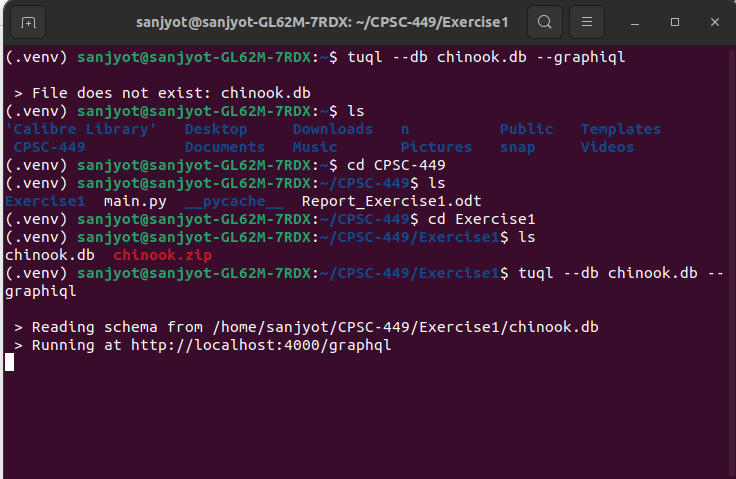 sanjyot@sanjyot-GL62M-7RDX: ~/CPSC-449/Exercise1
(.venv) sanjyot@sanjyot-GL62M-7RDX:~$ tuql --db chinook.db --graphiql
> File does not exist: chinook.db
(.venv) sanjyot@sanjyot-GL62M-7RDX:~$ ls
'Calibre Library' Desktop Downloads n Public Templates
CPSC-449 Documents Music Pictures snap Videos
(.venv) sanjyot@sanjyot-GL62M-7RDX:~$ cd CPSC-449
(.venv) sanjyot@sanjyot-GL62M-7RDX:~/CPSC-449$ ls
Exercise1 main.py __pycache__ Report_Exercise1.odt
(.venv) sanjyot@sanjyot-GL62M-7RDX:~/CPSC-449$ cd Exercise1
(.venv) sanjyot@sanjyot-GL62M-7RDX:~/CPSC-449/Exercise1$ ls
chinook.db chinook.zip
(.venv) sanjyot@sanjyot-GL62M-7RDX:~/CPSC-449/Exercise1$ tuql --db chinook.db --
graphiql
> Reading schema from /home/sanjyot/CPSC-449/Exercise1/chinook.db
> Running at http://localhost:4000/graphql